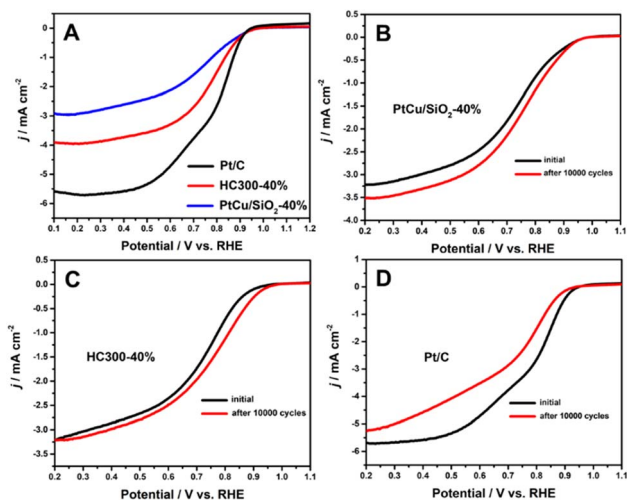 A
j / mA cm⁻²
0
-1
-2
-3
-4
-5
-6
Pt/C
HC300-40%
PtCu/SiO₂-40%
0.1 0.2 0.3 0.4 0.5 0.6 0.7 0.8 0.9 1.0 1.1 1.2
Potential / V vs. RHE
B
j / mA cm⁻²
0.0
-0.5
-1.0
-1.5
-2.0
-2.5
-3.0
-3.5
PtCu/SiO₂-40%
initial
after 10000 cycles
0.2 0.3 0.4 0.5 0.6 0.7 0.8 0.9 1.0 1.1
Potential / V vs. RHE
C
j / mA cm⁻²
0.0
-0.5
-1.0
-1.5
-2.0
-2.5
-3.0
-3.5
HC300-40%
initial
after 10000 cycles
0.2 0.3 0.4 0.5 0.6 0.7 0.8 0.9 1.0 1.1
Potential / V vs. RHE
D
j / mA cm⁻²
1
0
-1
-2
-3
-4
-5
-6
Pt/C
initial
after 10000 cycles
0.2 0.3 0.4 0.5 0.6 0.7 0.8 0.9 1.0 1.1
Potential / V vs. RHE